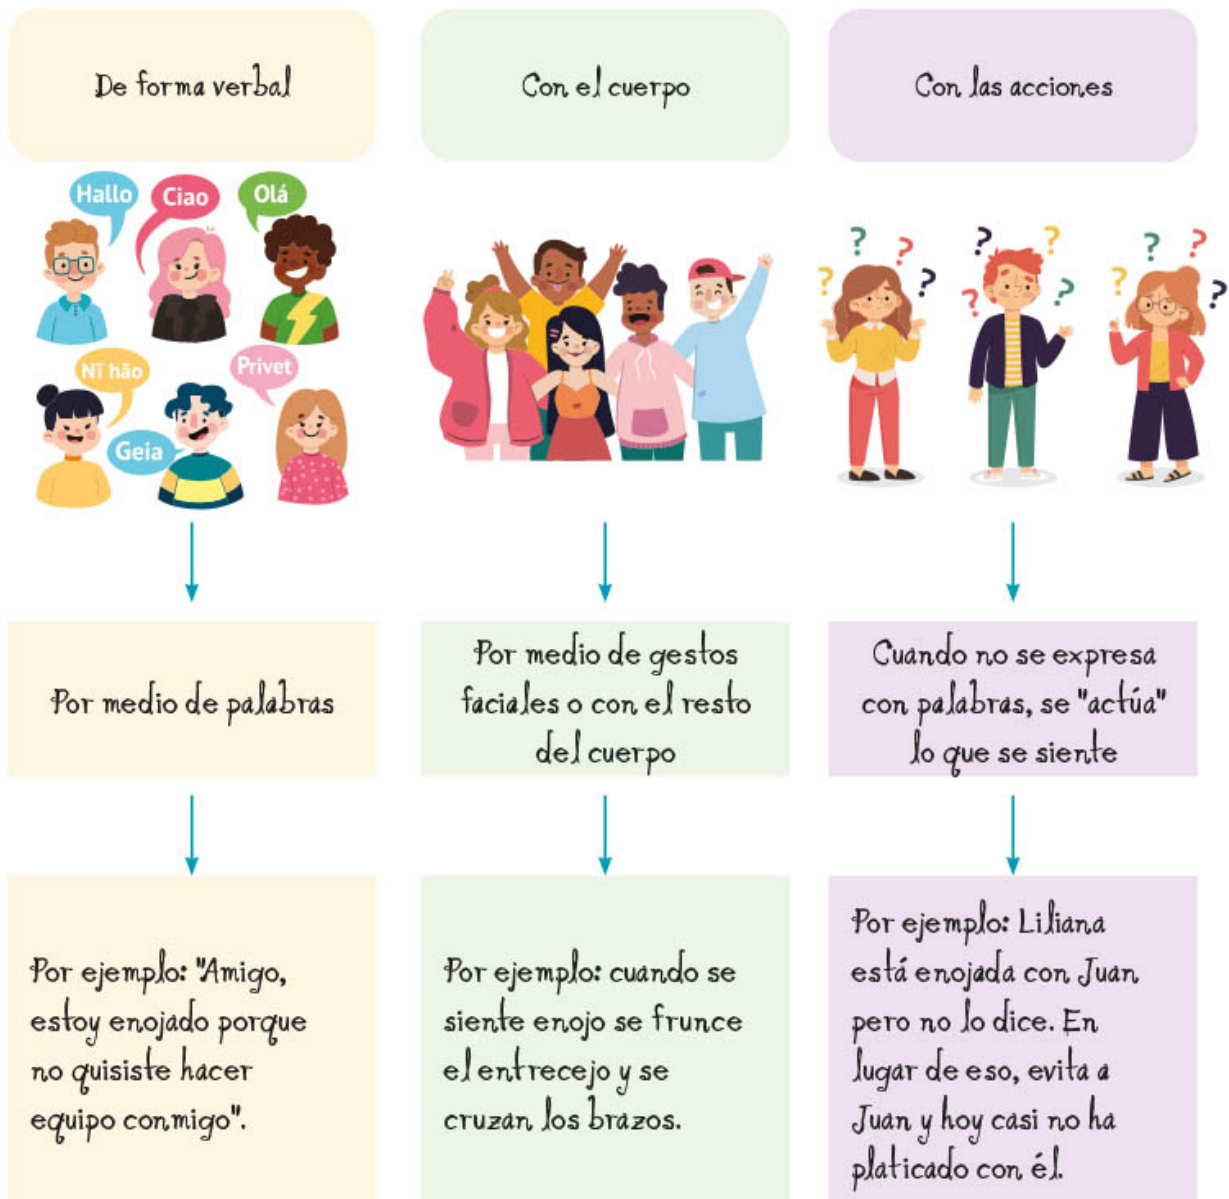 De forma verbal
Con el cuerpo
Con las acciones
Hallo
Ciao
Olá
Nĭ hăo
Geia
Privet
? ? ? ?
? ? ? ?
? ? ? ?
Por medio de palabras
Por medio de gestos
faciales o con el resto
del cuerpo
Cuando no se expresa
con palabras, se "actúa"
lo que se siente
Por ejemplo: "Amigo,
estoy enojado porque
no quisiste hacer
equipo conmigo".
Por ejemplo: cuando se
siente enojo se frunce
el entrecejo y se
cruzan los brazos.
Por ejemplo: Liliana
está enojada con Juan
pero no lo dice. En
lugar de eso, evita a
Juan y hoy casi no ha
platicado con él.